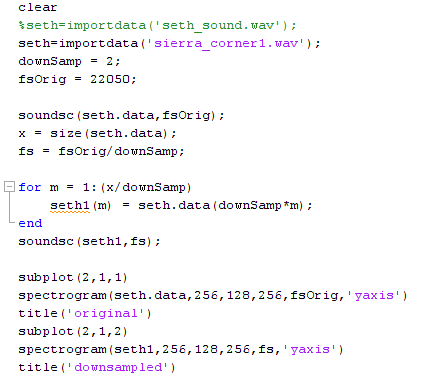 clear
%seth=importdata('seth_sound.wav');
seth=importdata('sierra_corner1.wav');
downSamp = 2;
fsOrig = 22050;
soundsc(seth.data,fsOrig);
x = size(seth.data);
fs = fsOrig/downSamp;
for m = 1:(x/downSamp)
seth1(m) = seth.data(downSamp*m);
end
soundsc(seth1,fs);
subplot(2,1,1)
spectrogram(seth.data,256,128,256,fsOrig,'yaxis')
title('original')
subplot(2,1,2)
spectrogram(seth1,256,128,256,fs,'yaxis')
title('downsampled')